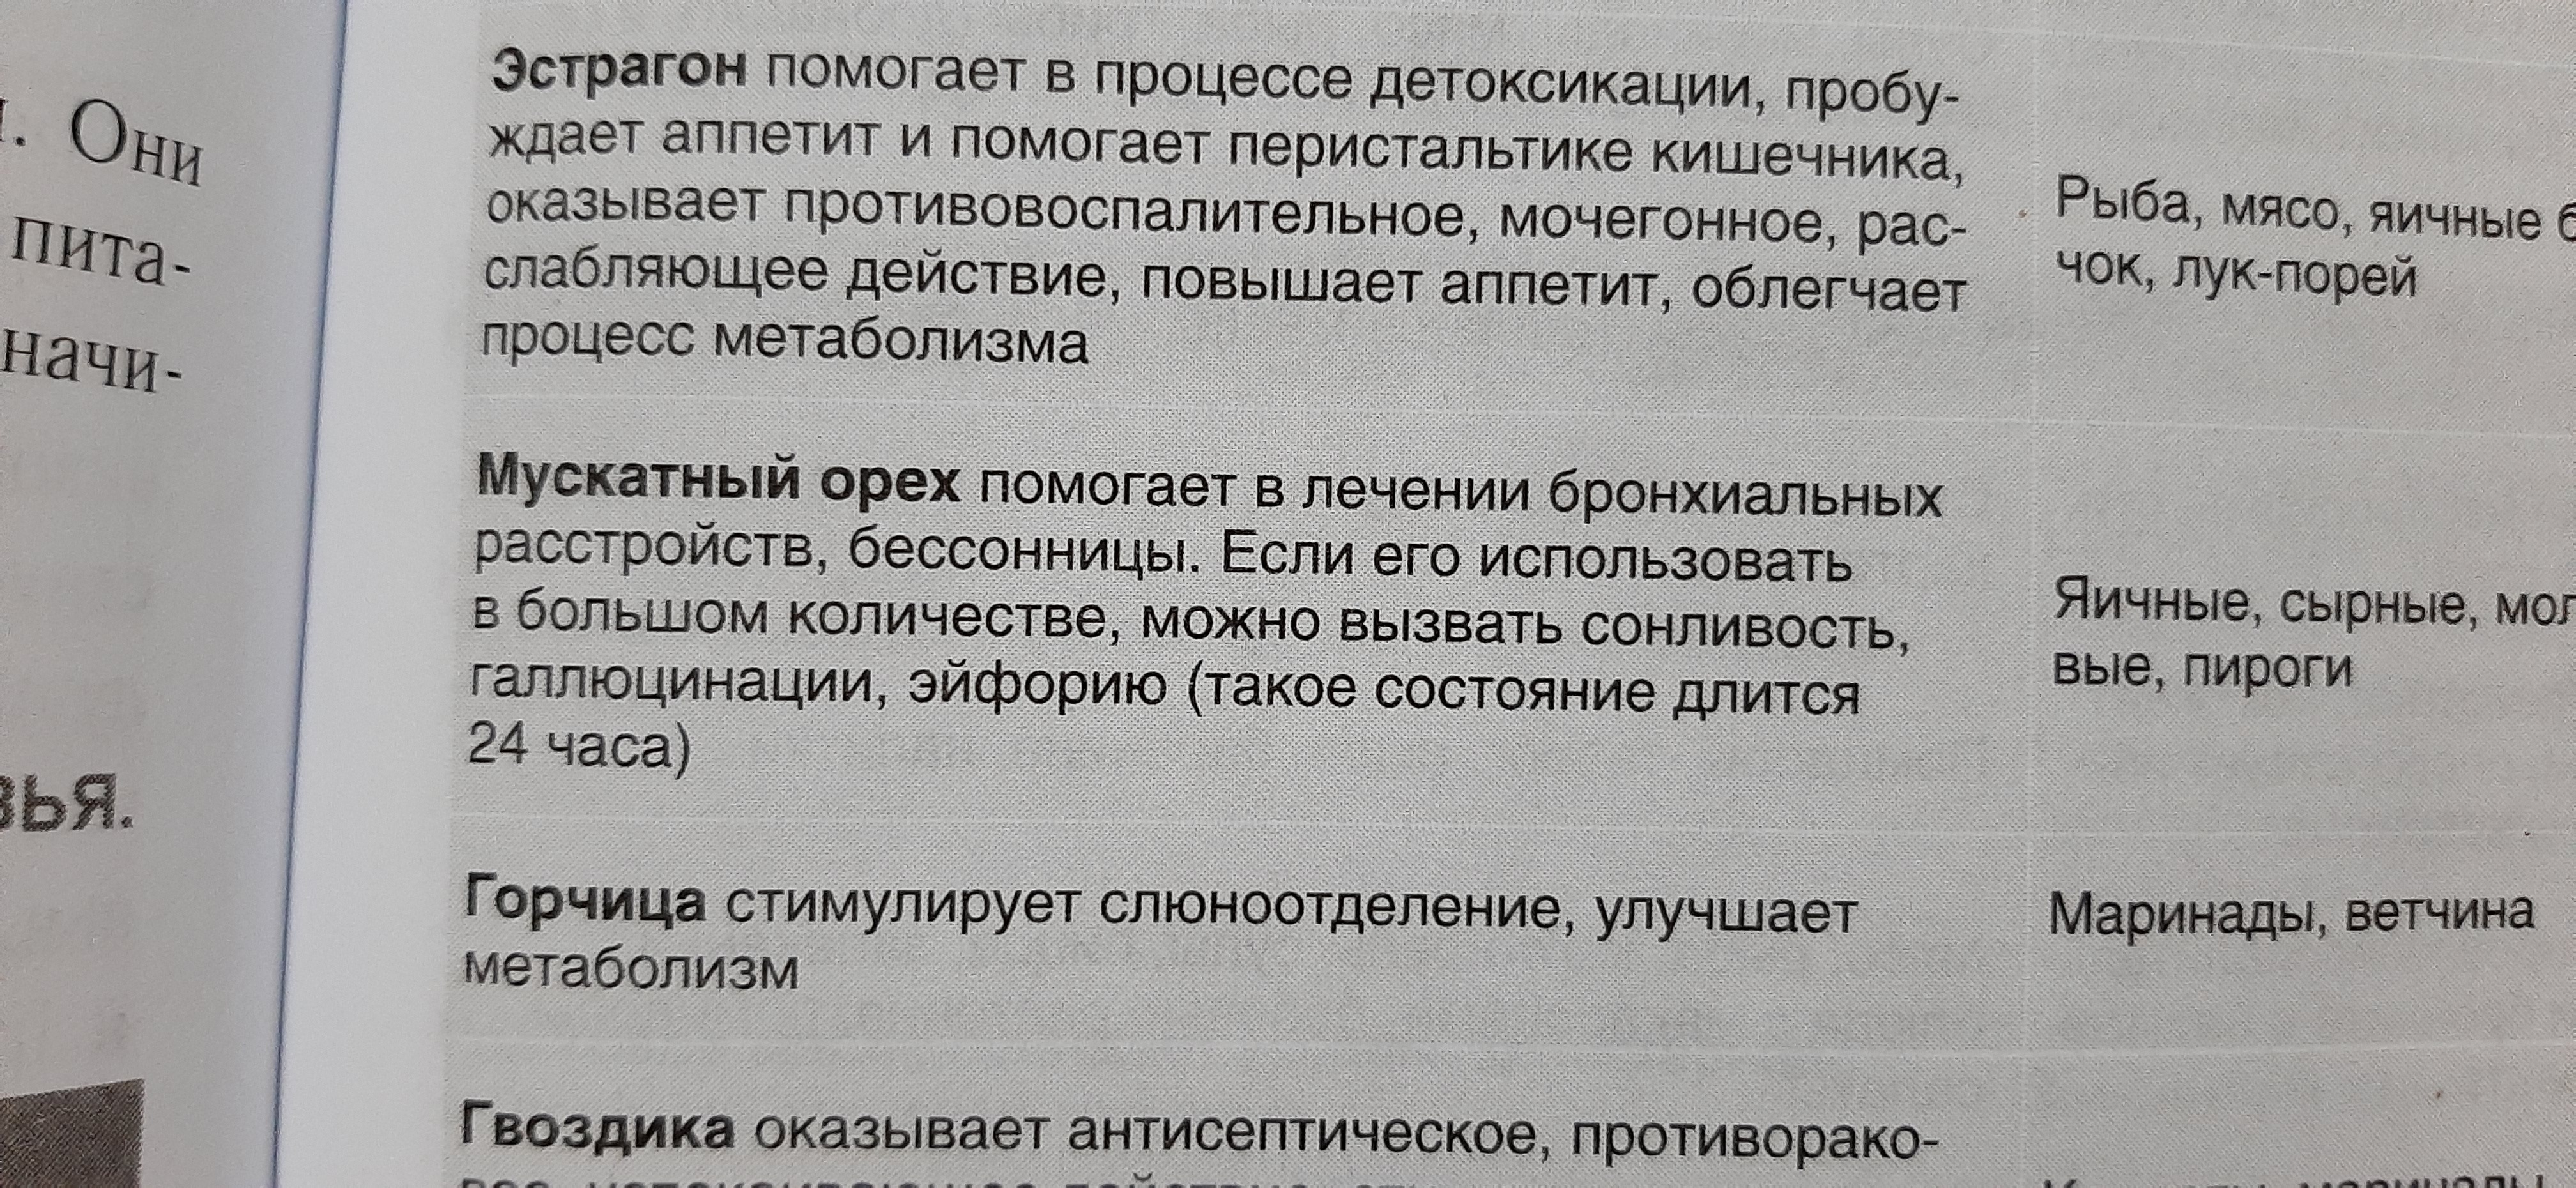 Они
пита-
начи-
вья.
Эстрагон помогает в процессе детоксикации, пробу-
ждает аппетит и помогает перистальтике кишечника,
оказывает противовоспалительное, мочегонное, рас-
слабляющее действие, повышает аппетит, облегчает
процесс метаболизма
Рыба, мясо, яичные
чок, лук-порей
Мускатный орех помогает в лечении бронхиальных
расстройств, бессонницы. Если его использовать
в большом количестве, можно вызвать сонливость,
галлюцинации, эйфорию (такое состояние длится
24 часа)
Яичные, сырные,
вые, пироги
Горчица стимулирует слюноотделение, улучшает
метаболизм
Маринады, ветчина
Гвоздика оказывает антисептическое, противорако-